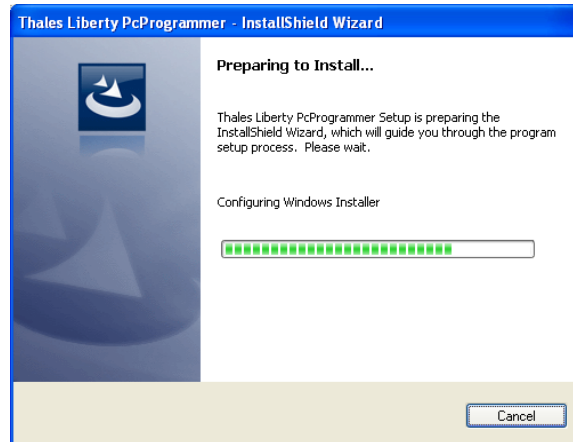 Thales Liberty PcProgrammer - InstallShield Wizard
Preparing to Install...
Thales Liberty PcProgrammer Setup is preparing the
InstallShield Wizard, which will guide you through the program
setup process. Please wait.
Configuring Windows Installer
Cancel